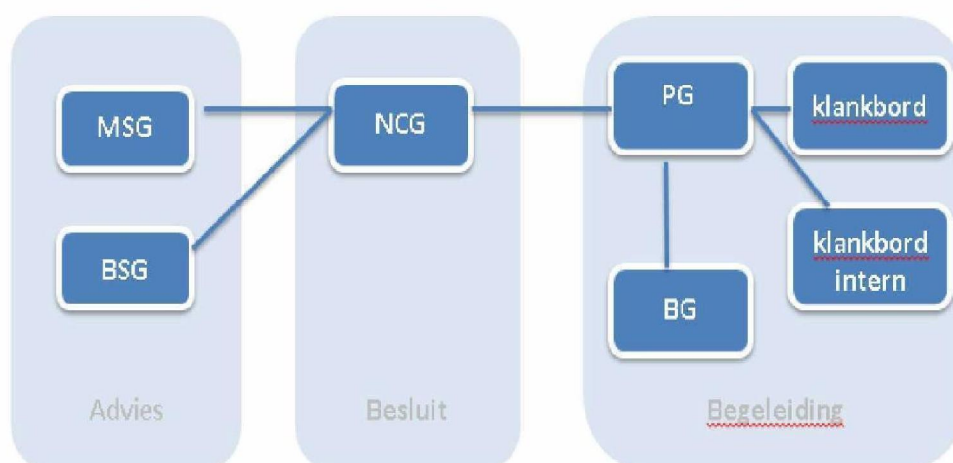 MSG
BSG
Advies
NCG
Besluit
PG
klankbord
klankbord
intern
BG
Begeleiding